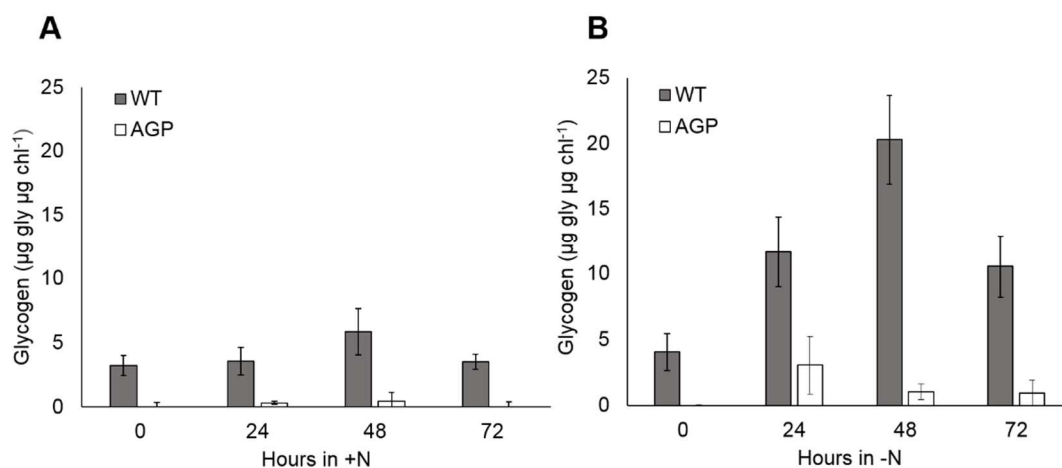 A
Glycogen (µg gly µg chl⁻¹)
25
20
15
10
5
0
WT
AGP
0 24 48 72
Hours in +N
B
Glycogen (µg gly µg chl⁻¹)
25
20
15
10
5
0
WT
AGP
0 24 48 72
Hours in -N